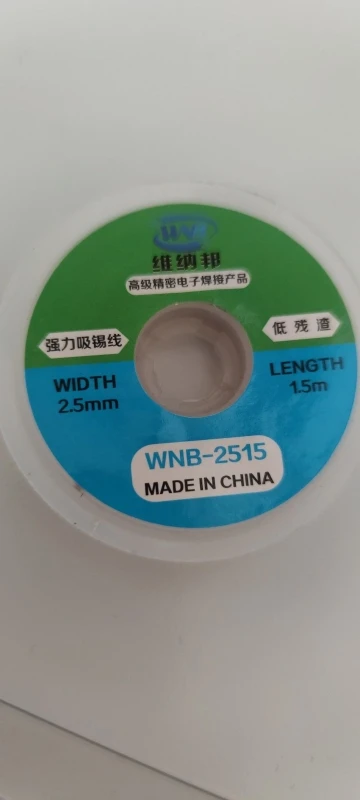 WNB
维纳邦
高级精密电子焊接产品
强力吸锡线
低残渣
WIDTH
2.5mm
LENGTH
1.5m
WNB-2515
MADE IN CHINA